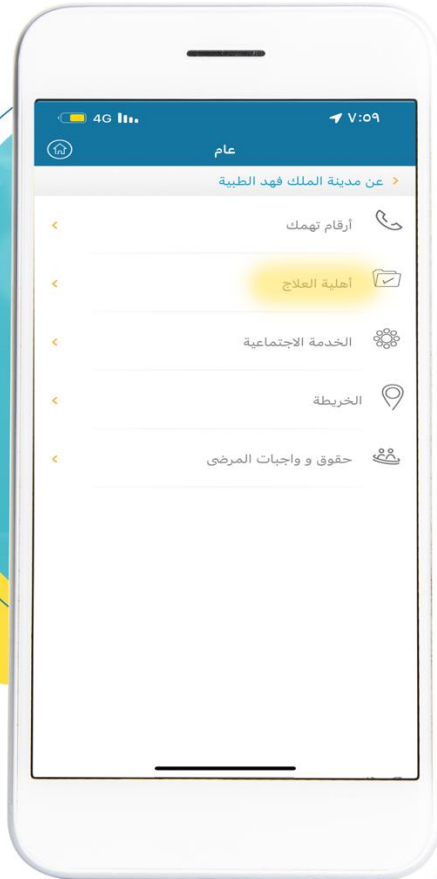 4G ٧:٥٩
عام
عن مدينة الملك فهد الطبية
أرقام تهمك
أهلية العلاج
الخدمة الاجتماعية
الخريطة
حقوق و واجبات المرضى